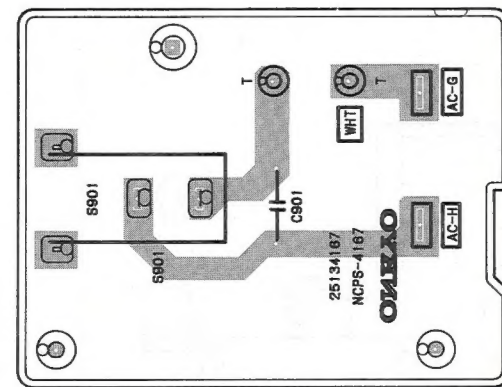 T
T
WHT
AC-G
S901
C901
S901
25134167
NCPS-4167
ONKYO
AC-H